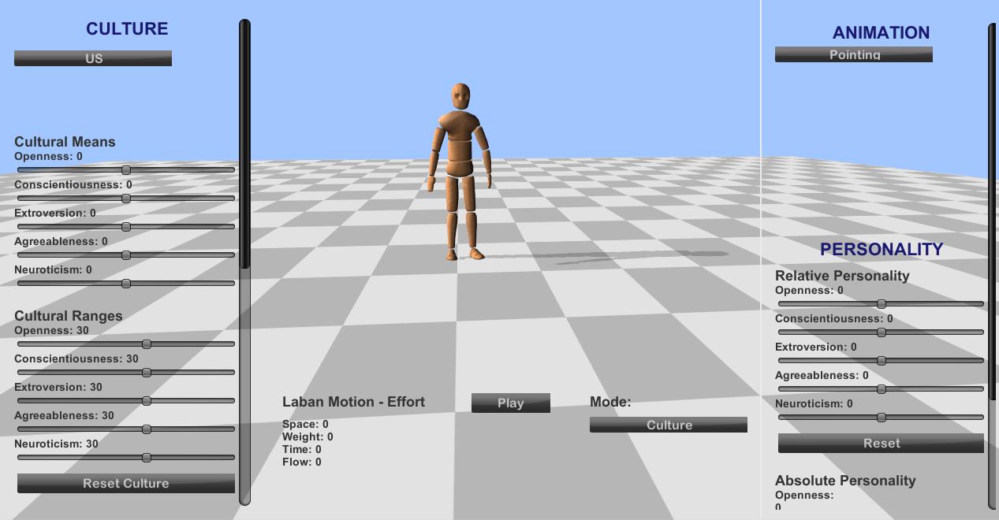 CULTURE
US
Cultural Means
Openness: 0
Conscientiousness: 0
Extroversion: 0
Agreeableness: 0
Neuroticism: 0
Cultural Ranges
Openness: 30
Conscientiousness: 30
Extroversion: 30
Agreeableness: 30
Neuroticism: 30
Reset Culture
Laban Motion - Effort
Space: 0
Weight: 0
Time: 0
Flow: 0
Play
Mode:
Culture
ANIMATION
Pointing
PERSONALITY
Relative Personality
Openness: 0
Conscientiousness: 0
Extroversion: 0
Agreeableness: 0
Neuroticism: 0
Reset
Absolute Personality
Openness:
0